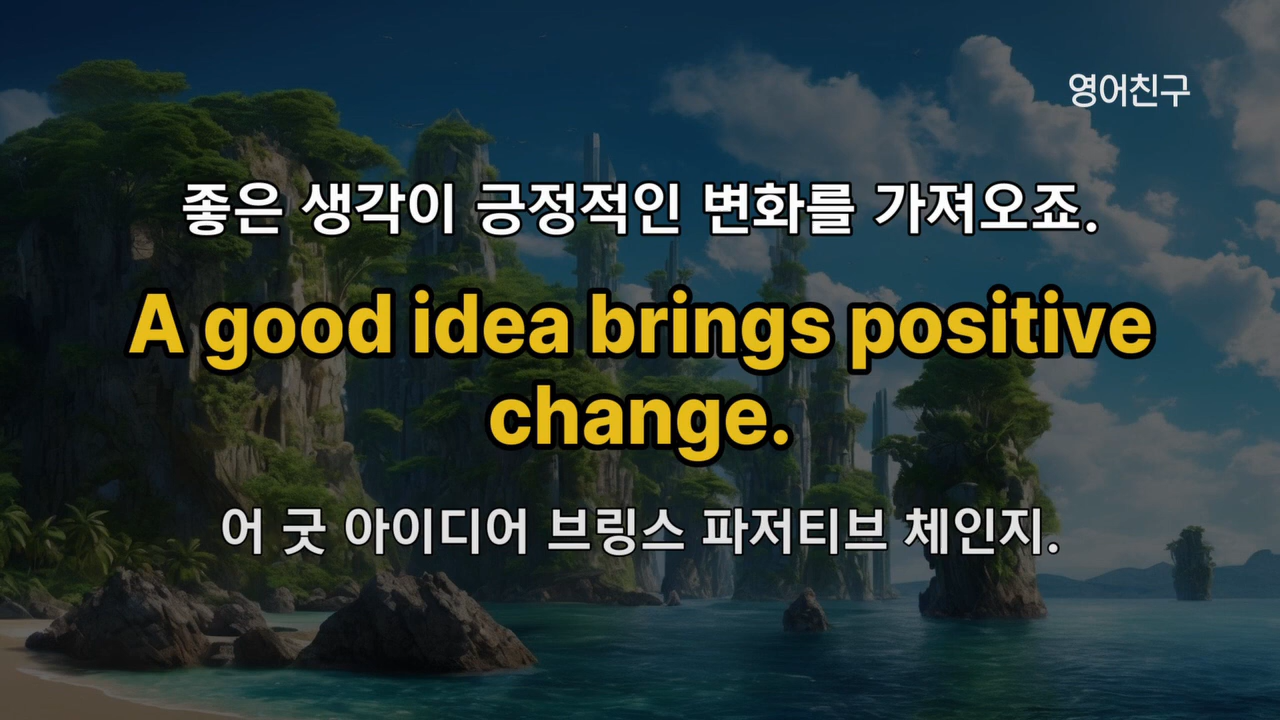 영어친구
좋은 생각이 긍정적인 변화를 가져오죠.
A good idea brings positive
change.
어 굿 아이디어 브링스 파저티브 체인지.